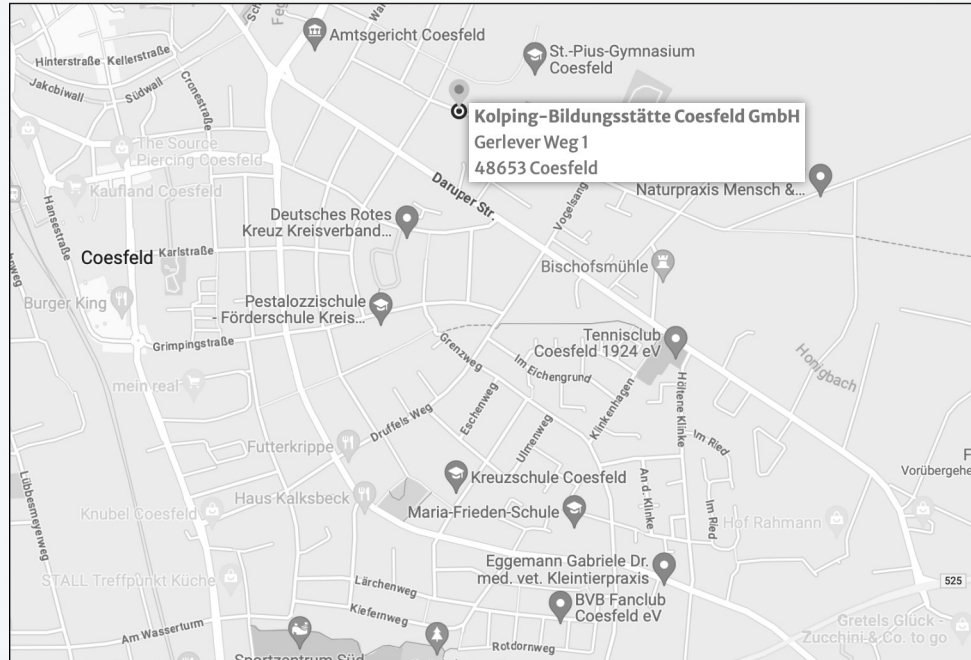 Amtsgericht Coesfeld
St.-Pius-Gymnasium
Coesfeld
Hinterstraße
Kellerstraße
Jakobiwall
Südwall
Cronestraße
Kolping-Bildungsstätte Coesfeld GmbH
Gerlever Weg 1
48653 Coesfeld
The Source
Piercing Coesfeld
Kaufland Coesfeld
Hansestraße
Daruper Str.
Vogelsang
Naturpraxis Mensch &...
Deutsches Rotes
Kreuz Kreisverband...
Coesfeld
Karlstraße
Bischofsmühle
Burger King
Pestalozzischule
- Förderschule Kreis...
Grimpingstraße
Tennisclub
Coesfeld 1924 eV
Honigbach
Grenzweg
Im Eichengrund
mein real
Eschenweg
Klinkenhagen
Höltene Klinke
Druffels Weg
Ulmenweg
Im Ried
Futterkrippe
Kreuzschule Coesfeld
An d. Klinke
Vorübergehe
Lübbesmeyerweg
Haus Kalksbeck
Maria-Frieden-Schule
Im Ried
Knubel Coesfeld
Hof Rahmann
Eggemann Gabriele Dr.
med. vet. Kleintierpraxis
STALL Treffpunkt Küche
525
Lärchenweg
BVB Fanclub
Coesfeld eV
Kiefernweg
Gretels Glück -
Zucchini & Co. to go
Am Wasserturm
Rotdornweg
Sportzentrum Süd